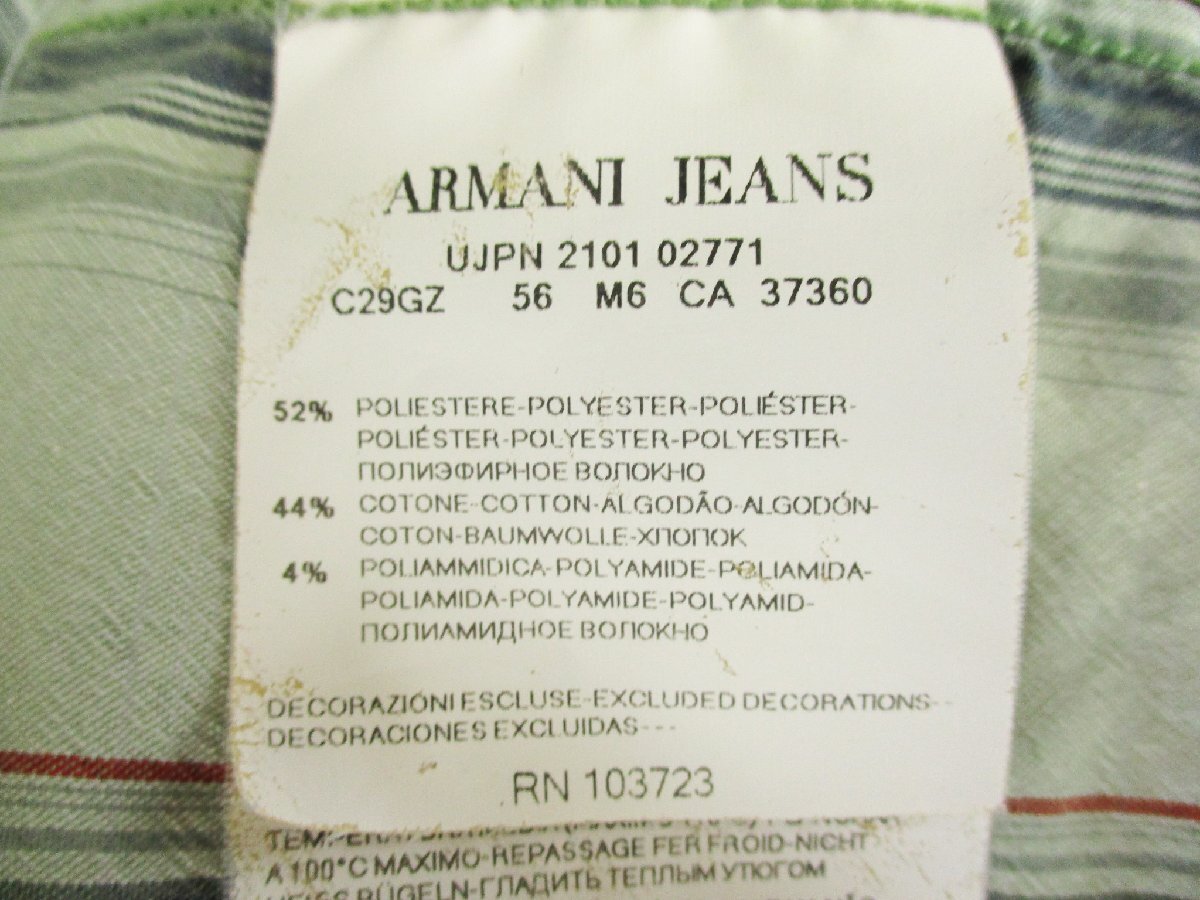 ARMANI JEANS
UJPN 2101 02771
C29GZ 56 M6 CA 37360
52% POLIESTERE-POLYESTER-POLIÉSTER-
POLIÉSTER-POLYESTER-POLYESTER-
ПОЛИЭФИРНОЕ ВОЛОКНО
44% COTONE-COTTON-ALGODÃO-ALGODÓN-
COTON-BAUMWOLLE-ХЛОПОК
4% POLIAMMIDICA-POLYAMIDE-POLIAMIDA-
POLIAMIDA-POLYAMIDE-POLYAMID-
ПОЛИАМИДНОЕ ВОЛОКНО
DECORAZIONI ESCLUSE-EXCLUDED DECORATIONS--
DECORACIONES EXCLUIDAS---
RN 103723
A 100°C MAXIMO-REPASSAGE FER FROID-NICHT
HEISS BÜGELN-ГЛАДИТЬ ТЕПЛЫМ УТЮГОМ